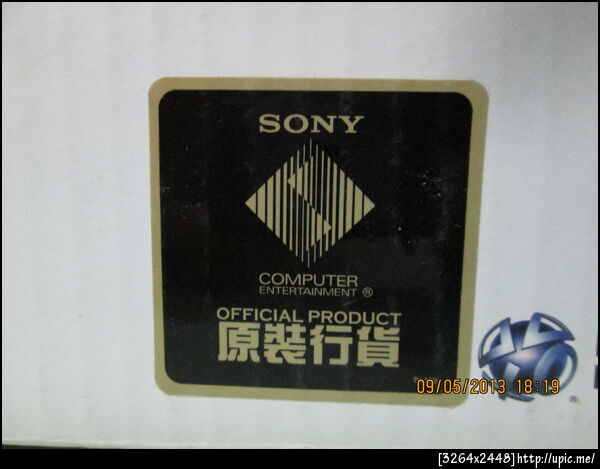 SONY
COMPUTER
ENTERTAINMENT ®
OFFICIAL PRODUCT
原裝行貨
09/05/2013 18:19
[3264x2448]http://upic.me/